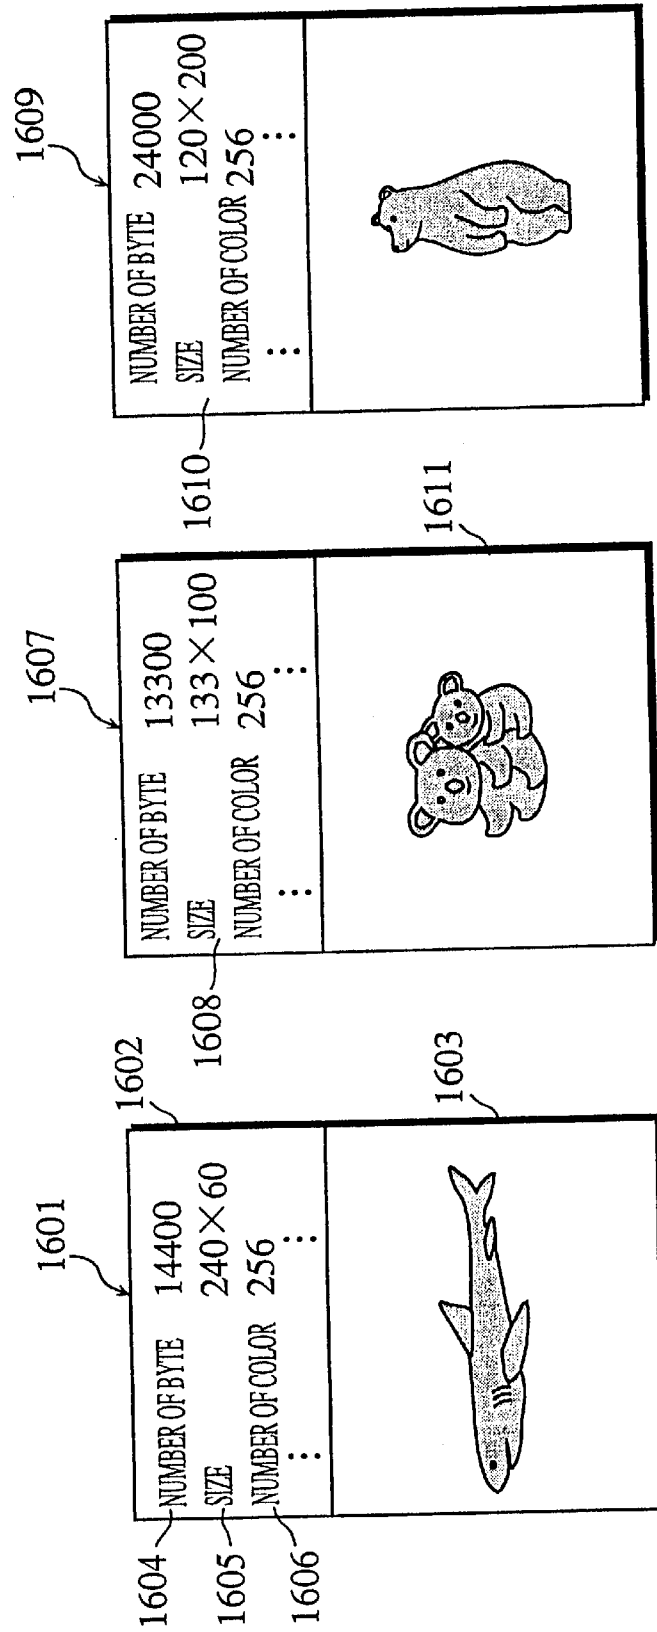 1601
1602
1604 NUMBER OF BYTE 14400
1605 SIZE 240×60
1606 NUMBER OF COLOR 256
⋮ ⋮
1603
1607
NUMBER OF BYTE 13300
1608 SIZE 133×100
NUMBER OF COLOR 256
⋮ ⋮
1611
1609
NUMBER OF BYTE 24000
1610 SIZE 120×200
NUMBER OF COLOR 256
⋮ ⋮